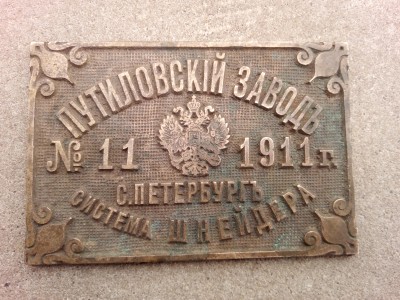 ПУТИЛОВСКІЙ ЗАВОДЪ
№ 11 1911 г.
С.ПЕТЕРБУРГЪ
СИСТЕМА ШНЕЙДЕРА